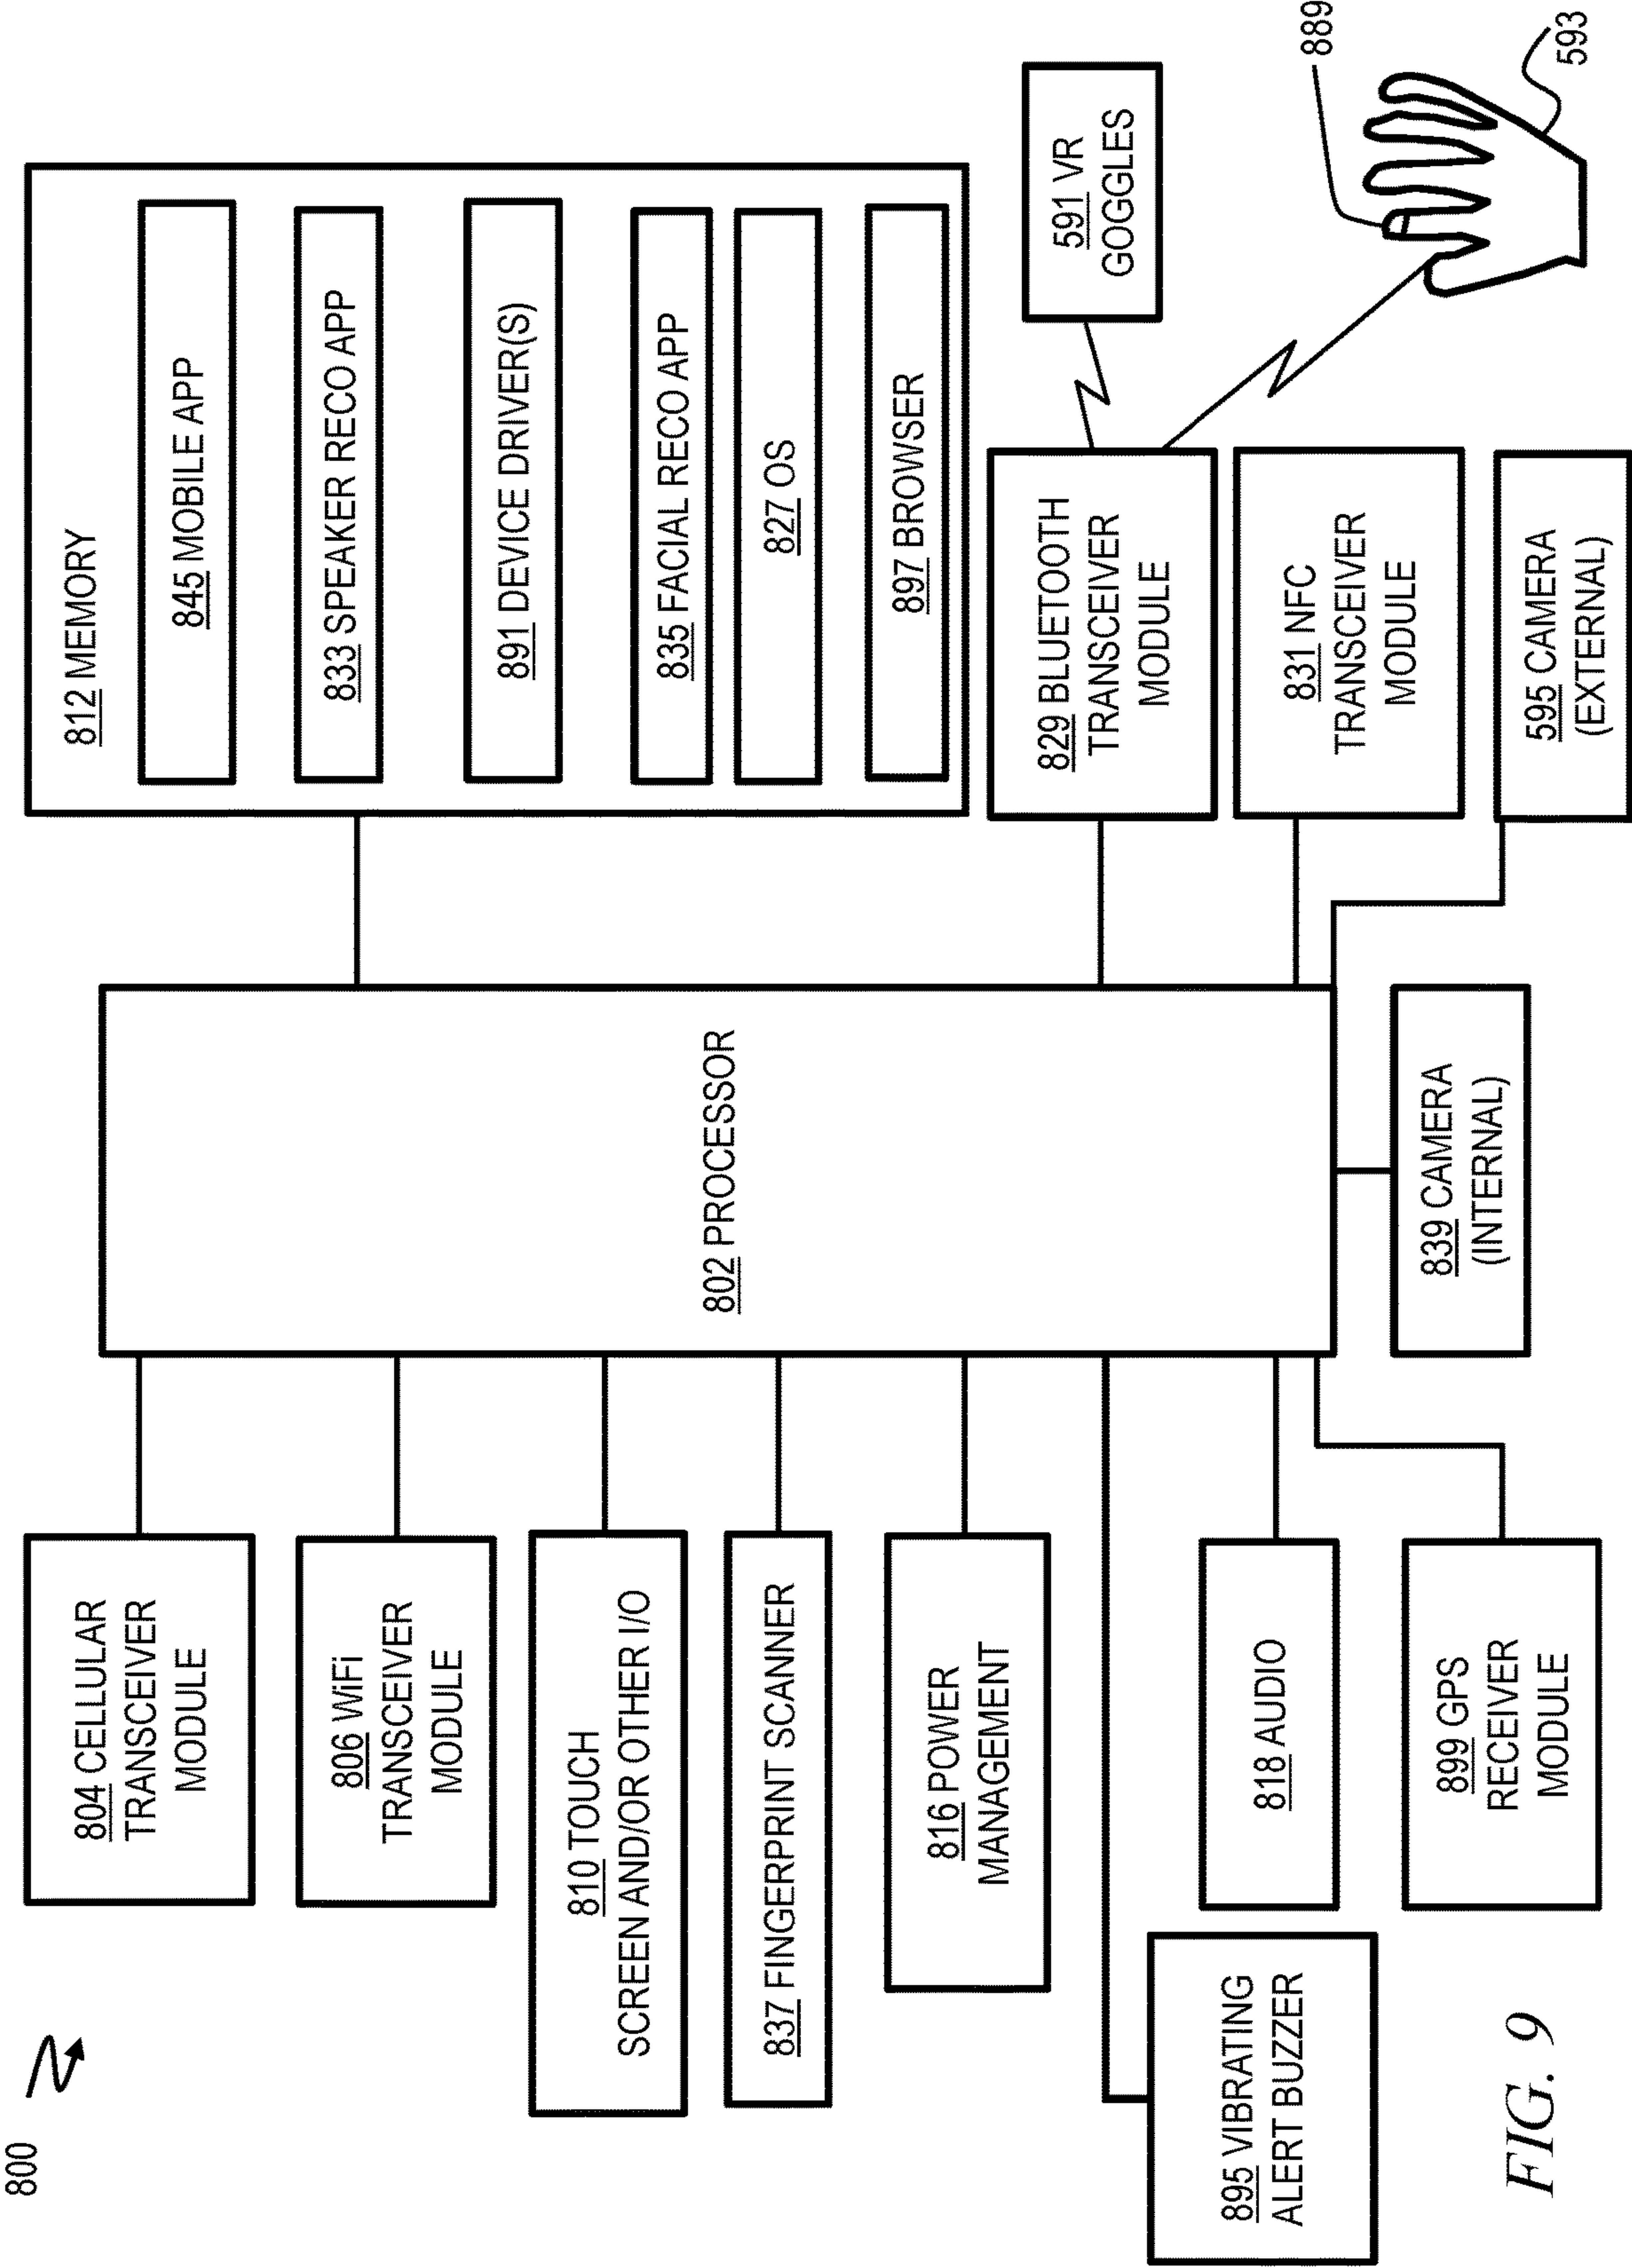 800
804 CELLULAR
TRANSCEIVER
MODULE
806 WiFi
TRANSCEIVER
MODULE
810 TOUCH
SCREEN AND/OR OTHER I/O
837 FINGERPRINT SCANNER
816 POWER
MANAGEMENT
895 VIBRATING
ALERT BUZZER
818 AUDIO
899 GPS
RECEIVER
MODULE
802 PROCESSOR
839 CAMERA
(INTERNAL)
812 MEMORY
845 MOBILE APP
833 SPEAKER RECO APP
891 DEVICE DRIVER(S)
835 FACIAL RECO APP
827 OS
897 BROWSER
829 BLUETOOTH
TRANSCEIVER
MODULE
831 NFC
TRANSCEIVER
MODULE
595 CAMERA
(EXTERNAL)
591 VR
GOGGLES
889
593
FIG. 9